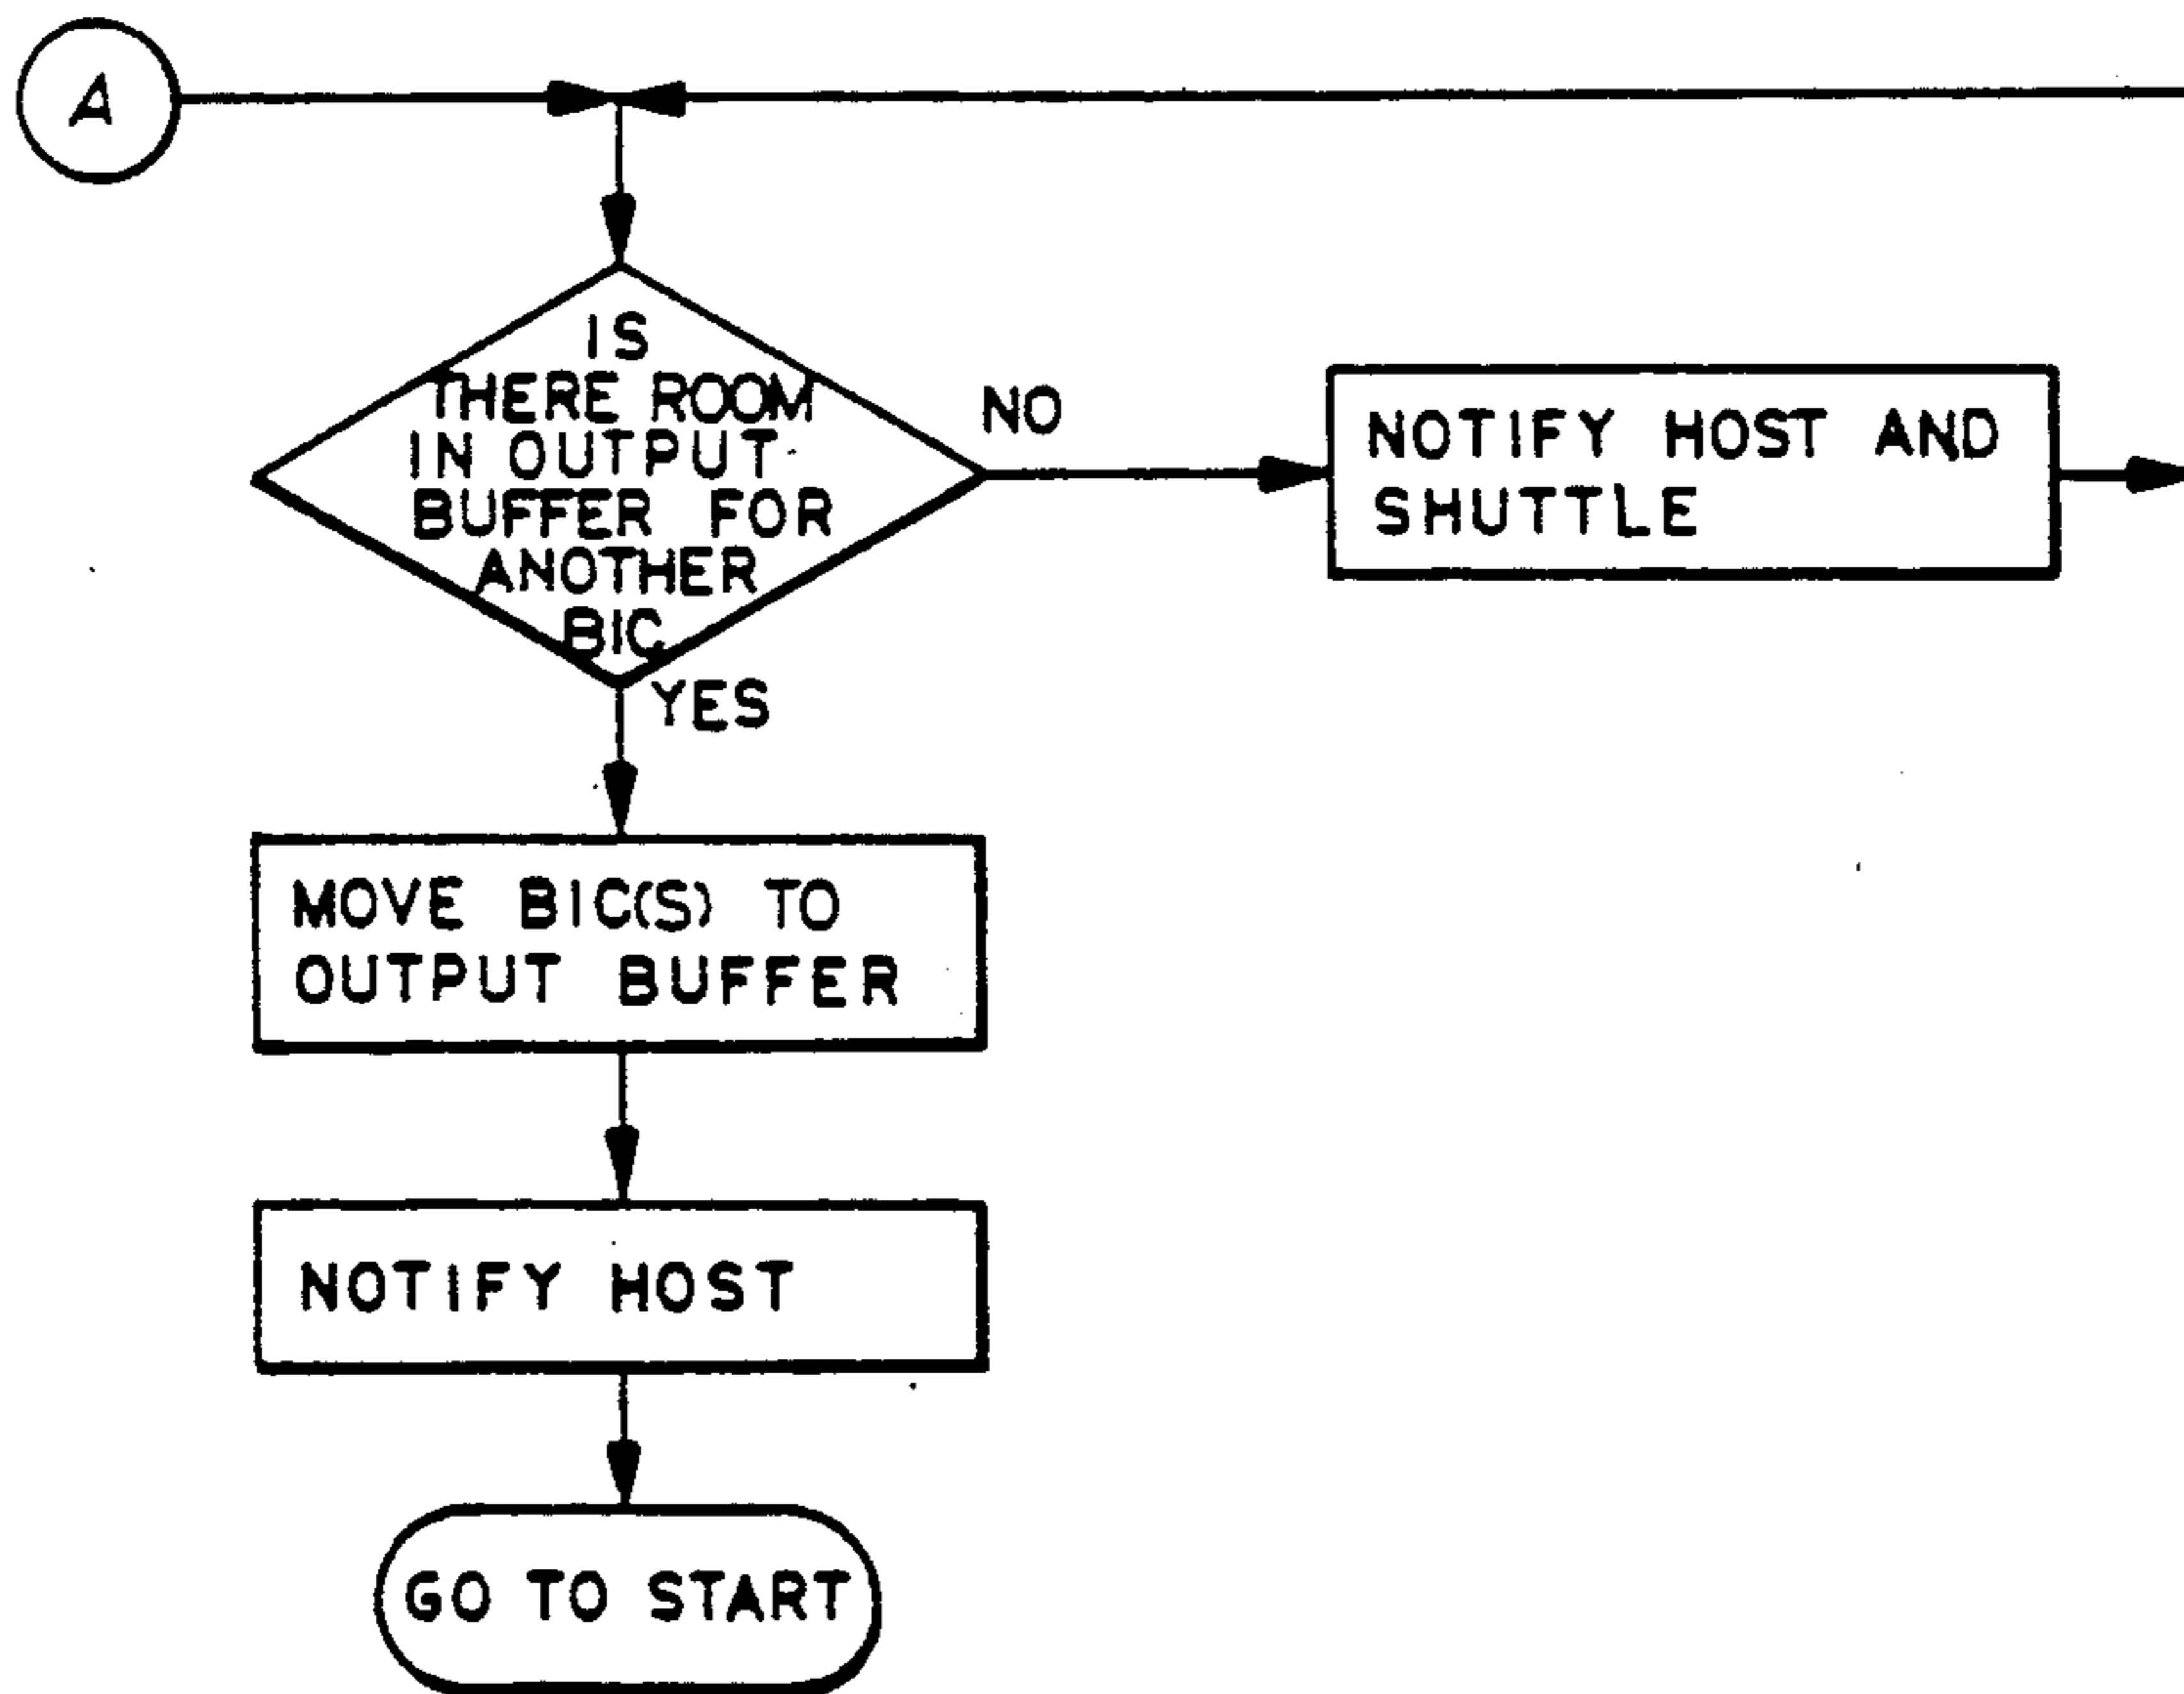 A
IS
THERE ROOM
IN OUTPUT
BUFFER FOR
ANOTHER
BIC
NO
NOTIFY HOST AND
SHUTTLE
YES
MOVE BIC(S) TO
OUTPUT BUFFER
NOTIFY HOST
GO TO START